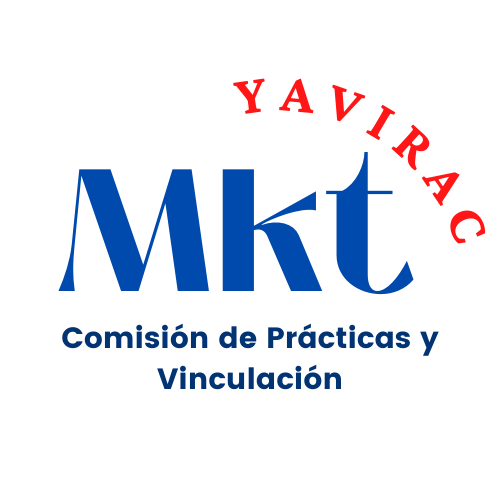 YAVIRAC
Mkt
Comisión de Prácticas y
Vinculación